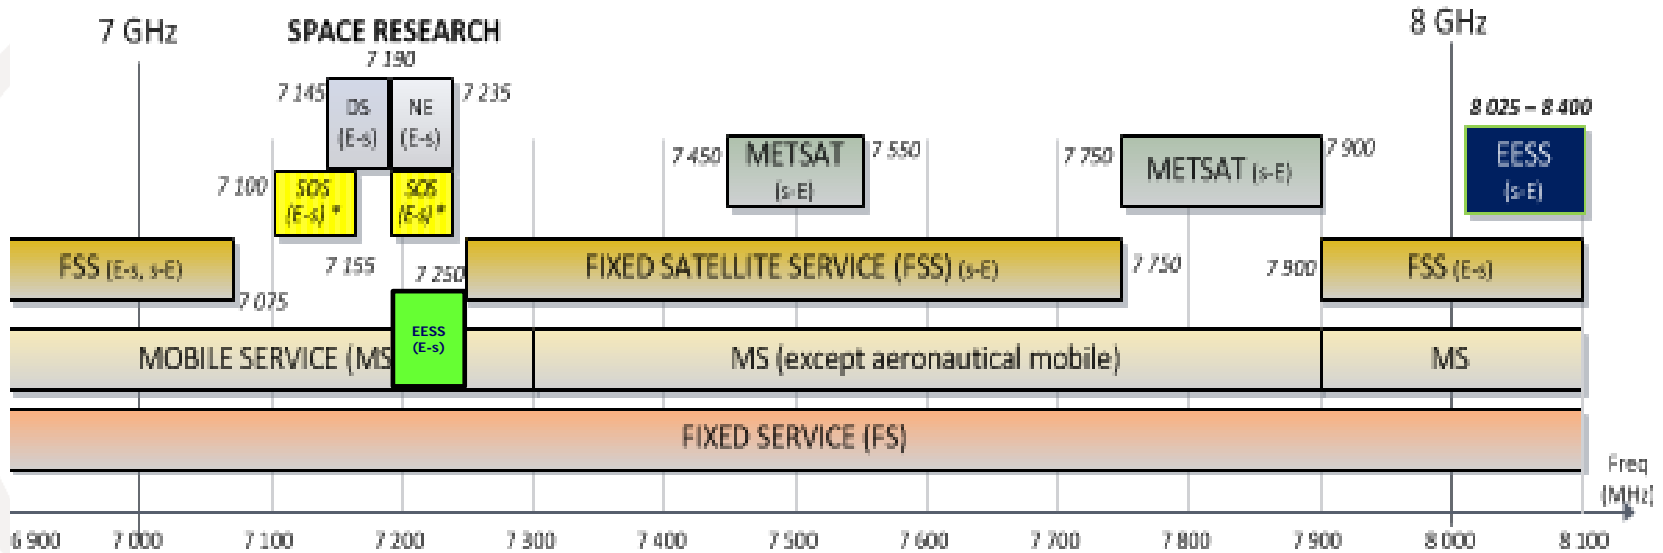 7 GHz
SPACE RESEARCH
8 GHz
7 190
7 145
DS
(E-s)
NE
(E-s)
7 235
8 025 – 8 400
7 450
METSAT
(s-E)
7 550
7 750
METSAT (s-E)
7 900
EESS
(s-E)
7 100
SOS
(E-s) *
SOS
(E-s) *
FSS (E-s, s-E)
7 075
7 155
7 250
FIXED SATELLITE SERVICE (FSS) (s-E)
7 750
7 900
FSS (E-s)
EESS
(E-s)
MOBILE SERVICE (MS
MS (except aeronautical mobile)
MS
FIXED SERVICE (FS)
Freq
(MHz)
6 900 7 000 7 100 7 200 7 300 7 400 7 500 7 600 7 700 7 800 7 900 8 000 8 100